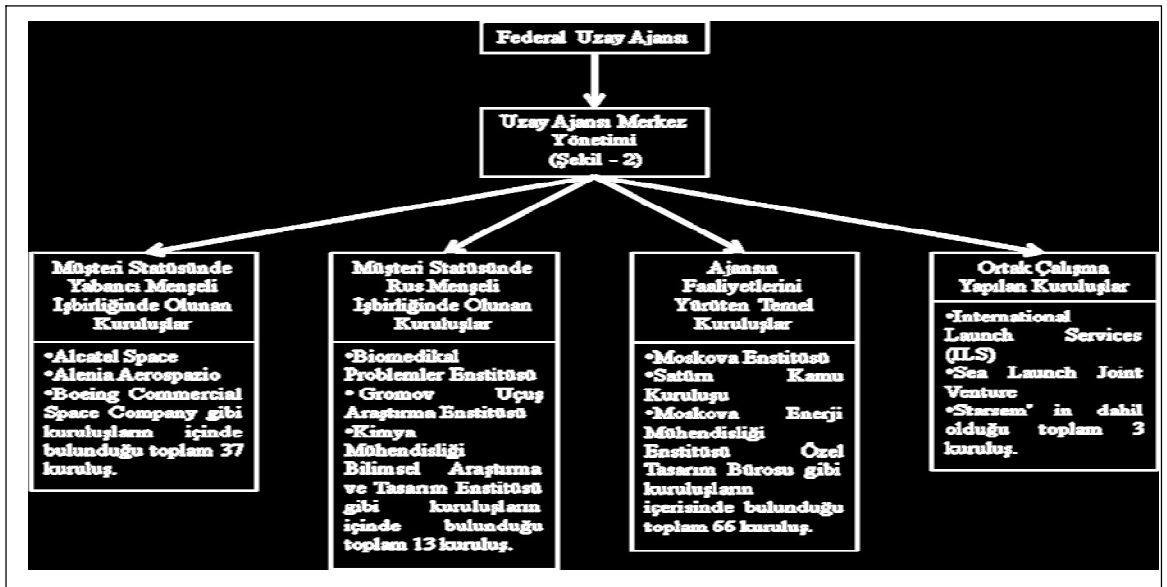 Federal Uzay Ajansı
Uzay Ajansı Merkez
Yönetimi
(Şekil – 2)
Müşteri Statüsünde
Yabancı Menşeli
İşbirliğinde Olunan
Kuruluşlar
•Alcatel Space
•Alenia Aerospazio
•Boeing Commercial
Space Company gibi
kuruluşların içinde
bulunduğu toplam 37
kuruluş.
Müşteri Statüsünde
Rus Menşeli
İşbirliğinde Olunan
Kuruluşlar
•Biomedikal
Problemler Enstitüsü
• Gromov Uçuş
Araştırma Enstitüsü
•Kimya
Mühendisliği
Bilimsel Araştırma
ve Tasarım Enstitüsü
gibi kuruluşların
içinde bulunduğu
toplam 13 kuruluş.
Ajansın
Faaliyetlerini
Yürüten Temel
Kuruluşlar
•Moskova Enstitüsü
•Satürn Kamu
Kuruluşu
•Moskova Enerji
Mühendisliği
Enstitüsü Özel
Tasarım Bürosu gibi
kuruluşların
içerisinde bulunduğu
toplam 66 kuruluş.
Ortak Çalışma
Yapılan Kuruluşlar
•International
Launch Services
(ILS)
•Sea Launch Joint
Venture
•Starsem' in dahil
olduğu toplam 3
kuruluş.